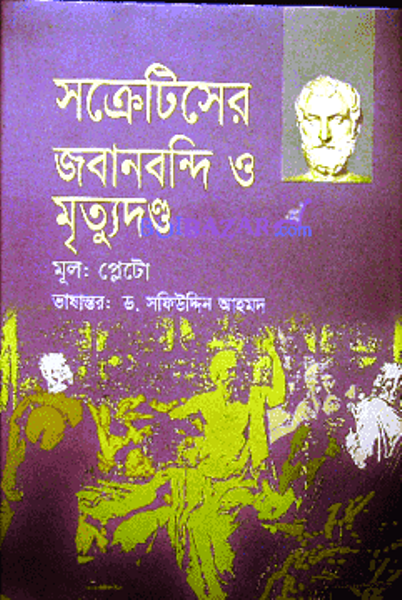 সক্রেটিসের
জবানবন্দি ও
মৃত্যুদণ্ড
মূল: প্লেটো
ভাষান্তর: ড. সফিউদ্দিন আহমদ